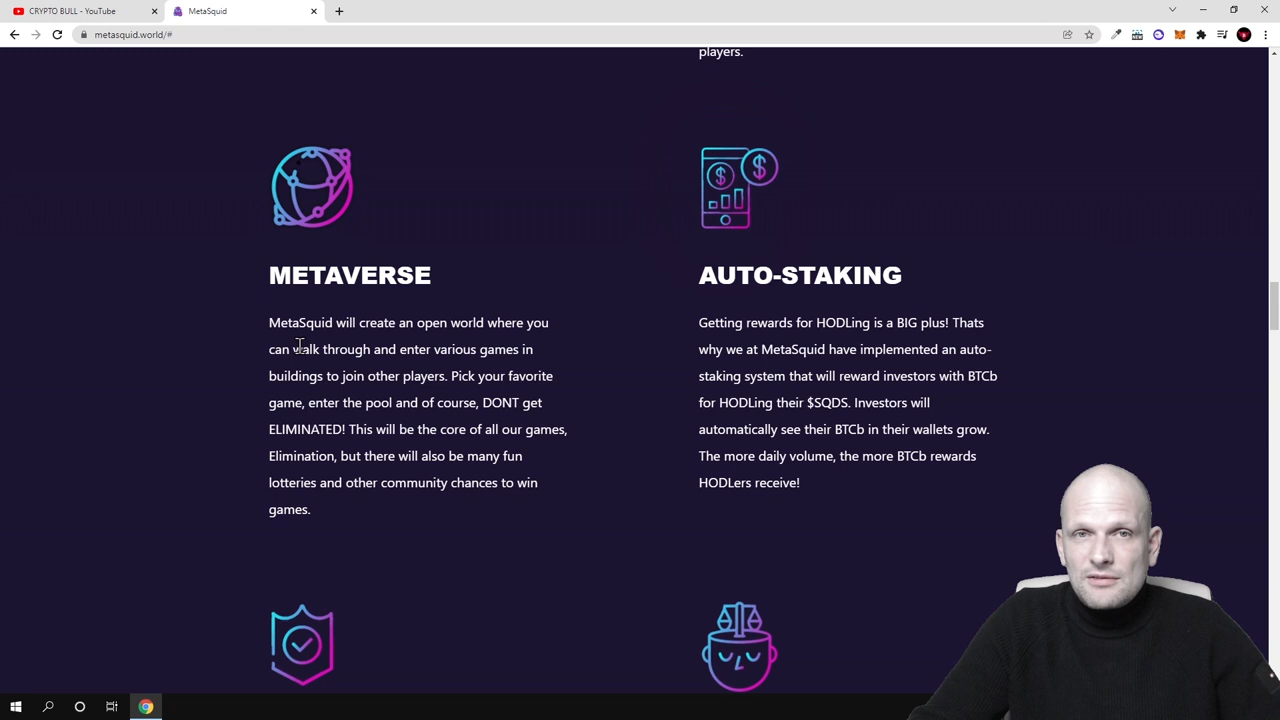 CRYPTO BULL - YouTube
MetaSquid
metasquid.world/#
players.
METAVERSE
MetaSquid will create an open world where you
can walk through and enter various games in
buildings to join other players. Pick your favorite
game, enter the pool and of course, DONT get
ELIMINATED! This will be the core of all our games,
Elimination, but there will also be many fun
lotteries and other community chances to win
games.
AUTO-STAKING
Getting rewards for HODLing is a BIG plus! Thats
why we at MetaSquid have implemented an auto-
staking system that will reward investors with BTCb
for HODLing their $SQDS. Investors will
automatically see their BTCb in their wallets grow.
The more daily volume, the more BTCb rewards
HODLers receive!